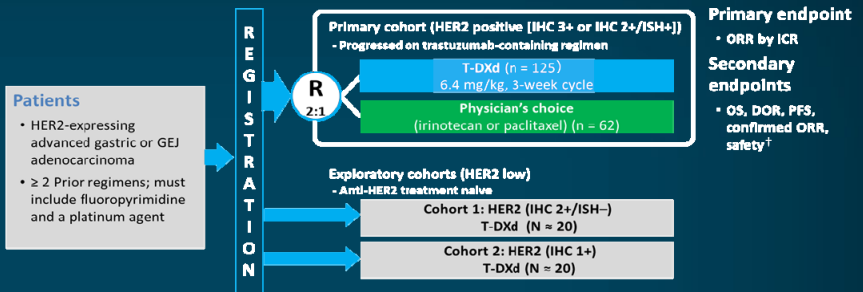 Patients
• HER2-expressing
advanced gastric or GEJ
adenocarcinoma
• ≥ 2 Prior regimens; must
include fluoropyrimidine
and a platinum agent
REGISTRATION
R
2:1
Primary cohort (HER2 positive [IHC 3+ or IHC 2+/ISH+])
- Progressed on trastuzumab-containing regimen
T-DXd (n = 125)
6.4 mg/kg, 3-week cycle
Physician's choice
(irinotecan or paclitaxel) (n = 62)
Exploratory cohorts (HER2 low)
- Anti-HER2 treatment naive
Cohort 1: HER2 (IHC 2+/ISH−)
T-DXd (N ≈ 20)
Cohort 2: HER2 (IHC 1+)
T-DXd (N ≈ 20)
Primary endpoint
• ORR by ICR
Secondary
endpoints
• OS, DOR, PFS,
confirmed ORR,
safety†